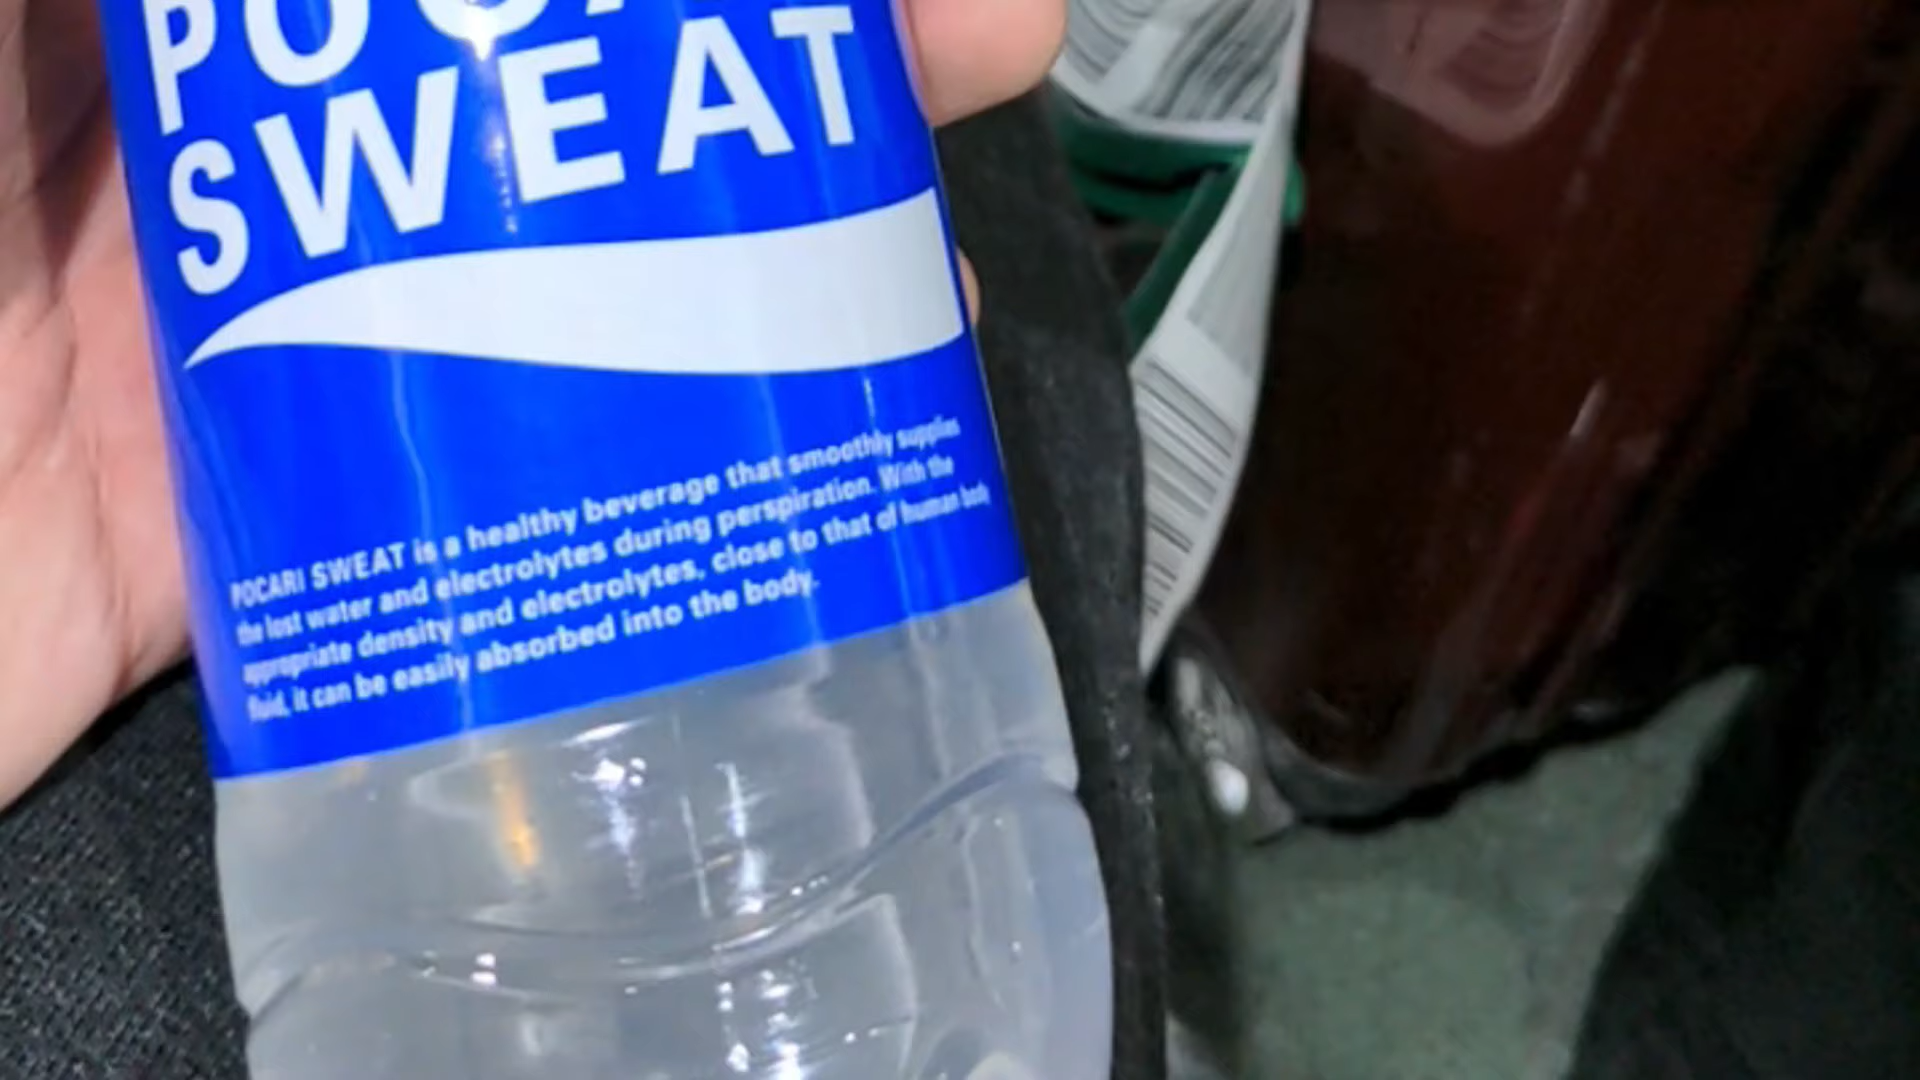 POCARI
SWEAT
POCARI SWEAT is a healthy beverage that smoothly supplies
the lost water and electrolytes during perspiration. With the
appropriate density and electrolytes, close to that of human body
fluid, it can be easily absorbed into the body.